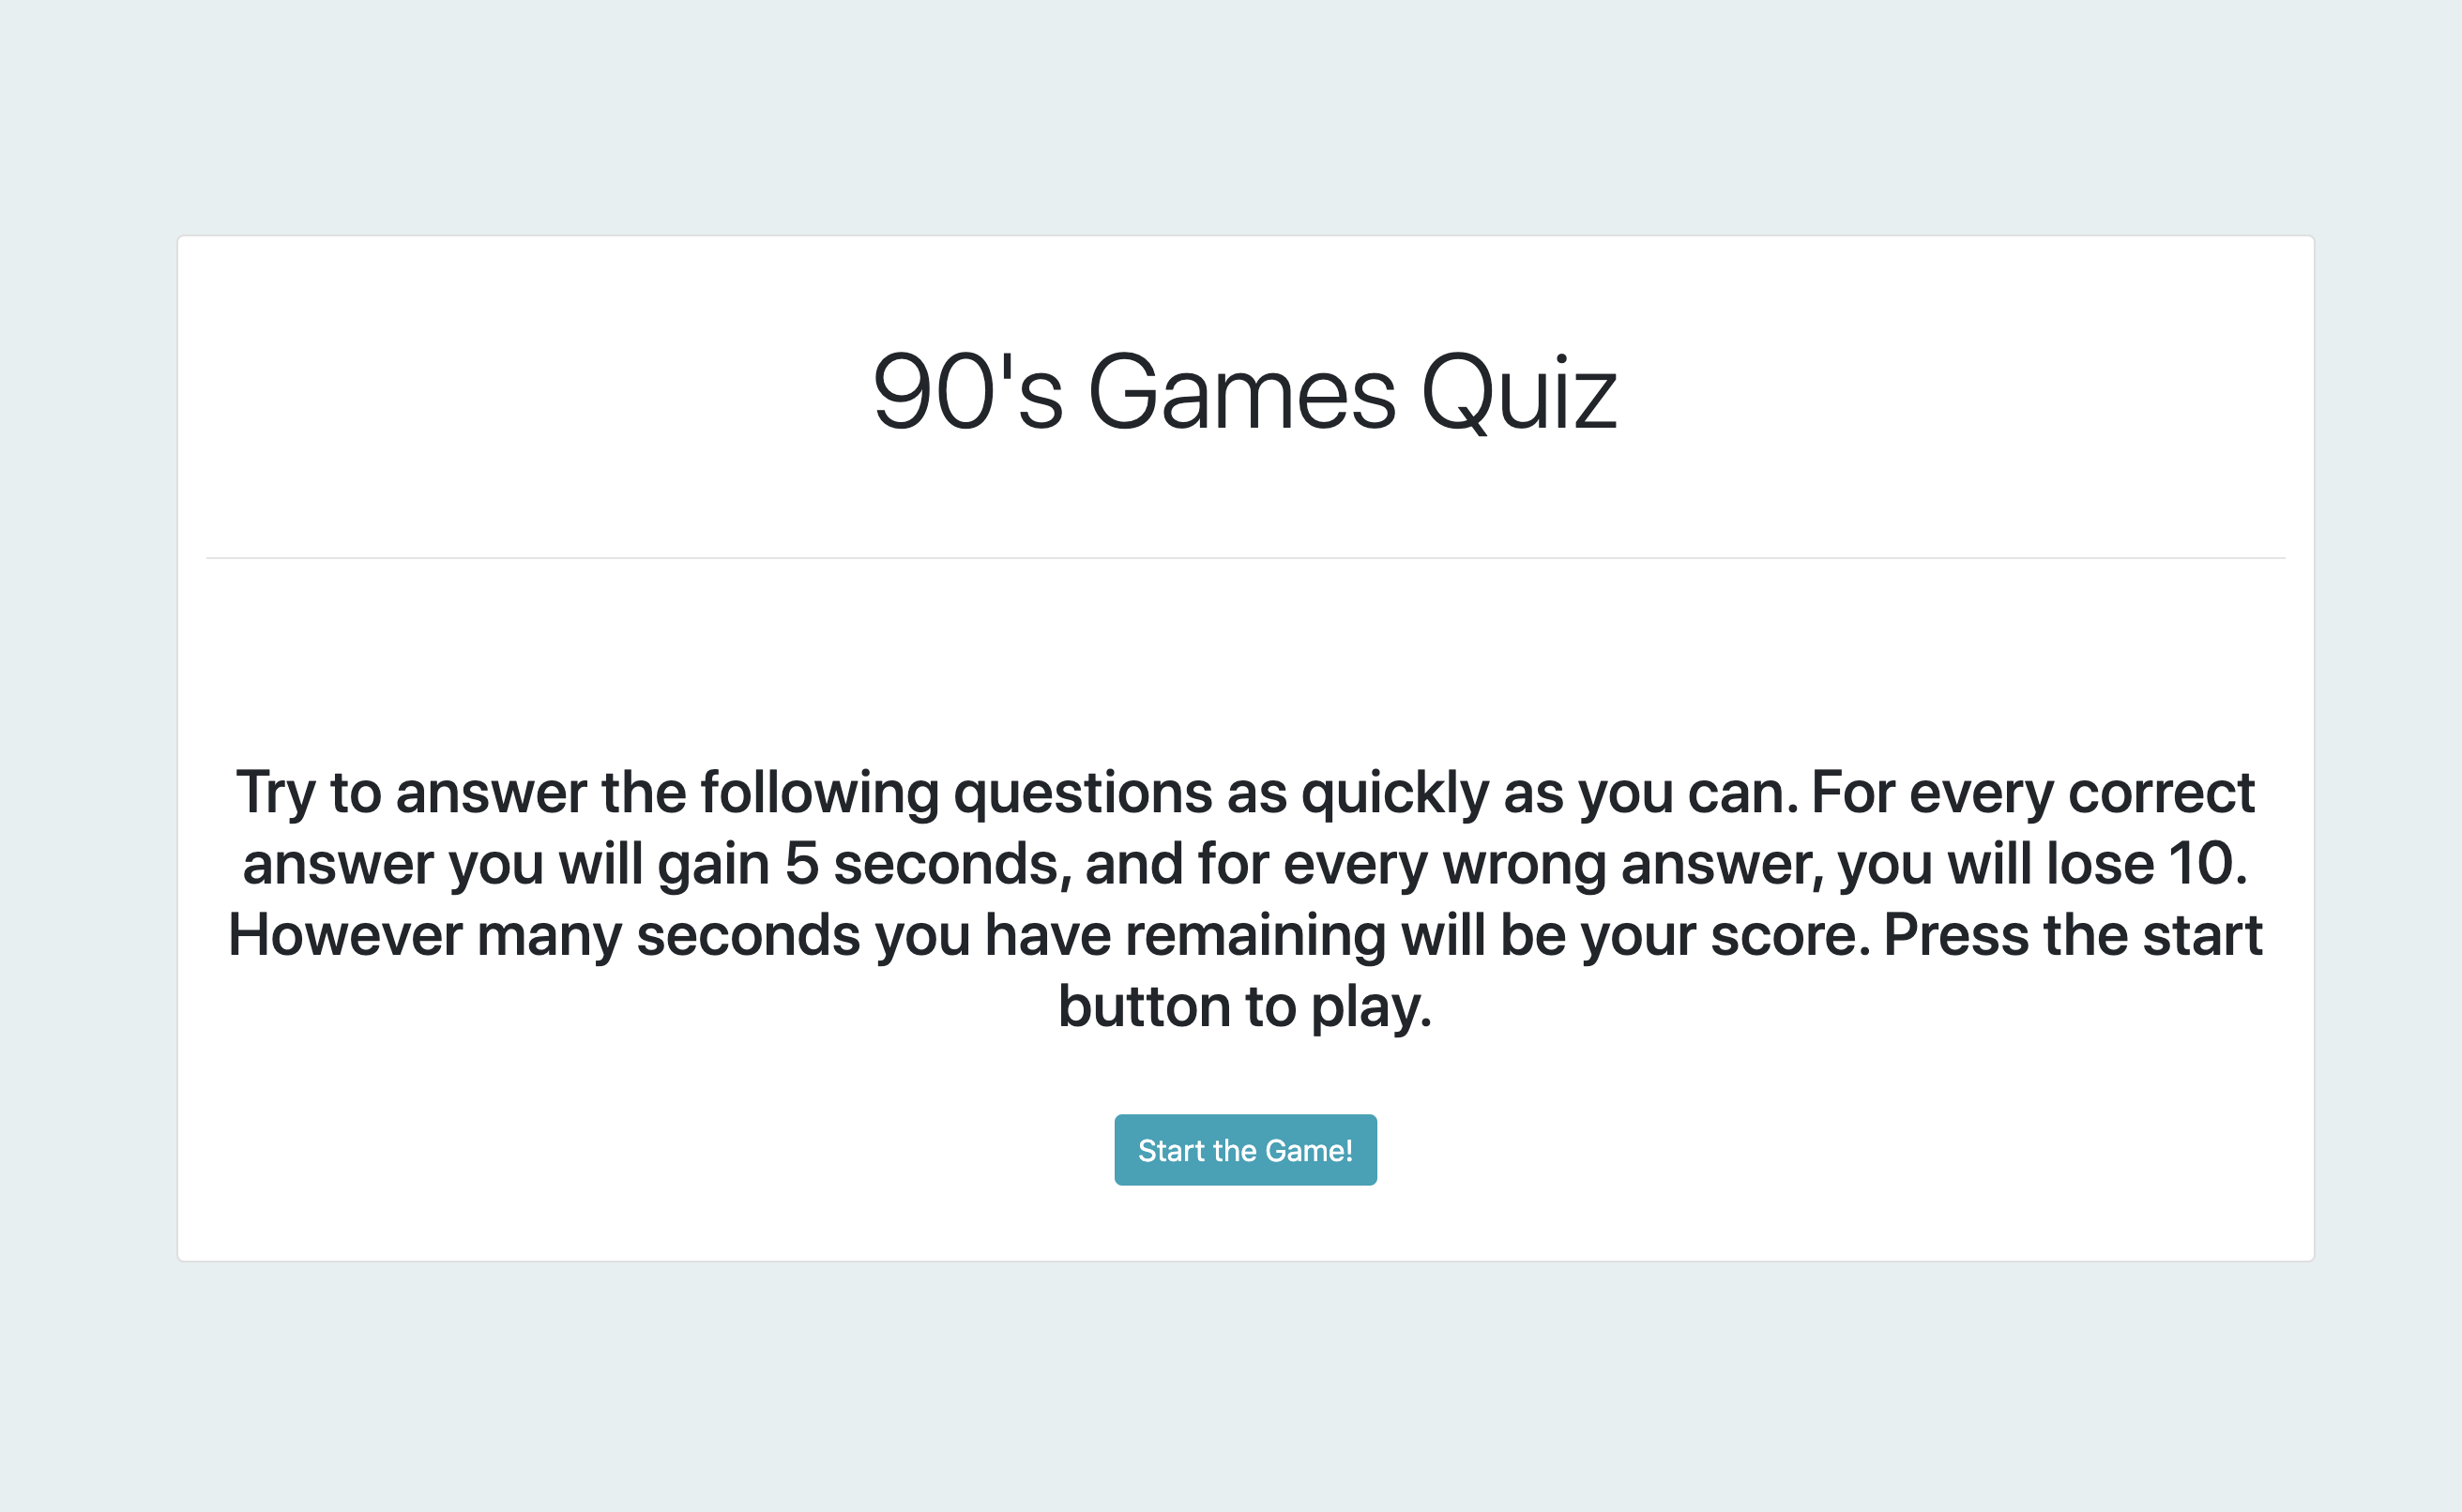 90's Games Quiz
Try to answer the following questions as quickly as you can. For every correct
answer you will gain 5 seconds, and for every wrong answer, you will lose 10.
However many seconds you have remaining will be your score. Press the start
button to play.
Start the Game!